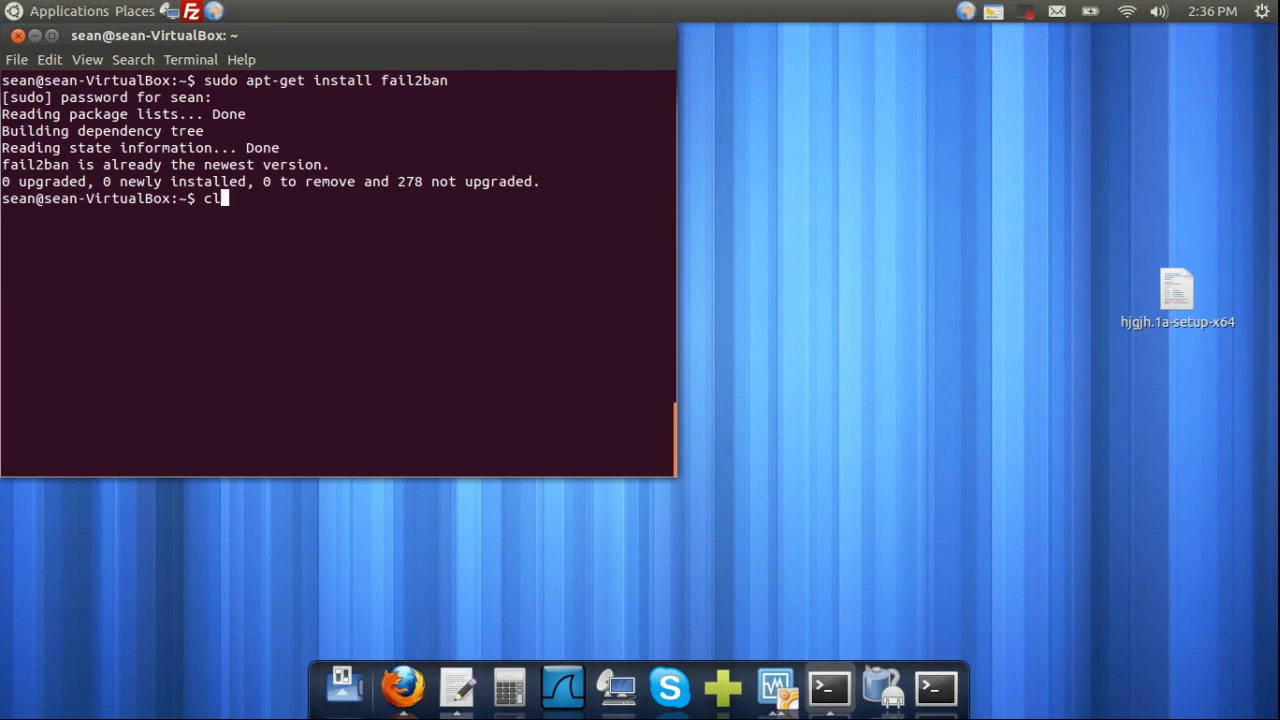 Applications Places FZ 2:36 PM
sean@sean-VirtualBox: ~
File Edit View Search Terminal Help
sean@sean-VirtualBox:~$ sudo apt-get install fail2ban
[sudo] password for sean:
Reading package lists... Done
Building dependency tree
Reading state information... Done
fail2ban is already the newest version.
0 upgraded, 0 newly installed, 0 to remove and 278 not upgraded.
sean@sean-VirtualBox:~$ cl
hjgjh.1a-setup-x64